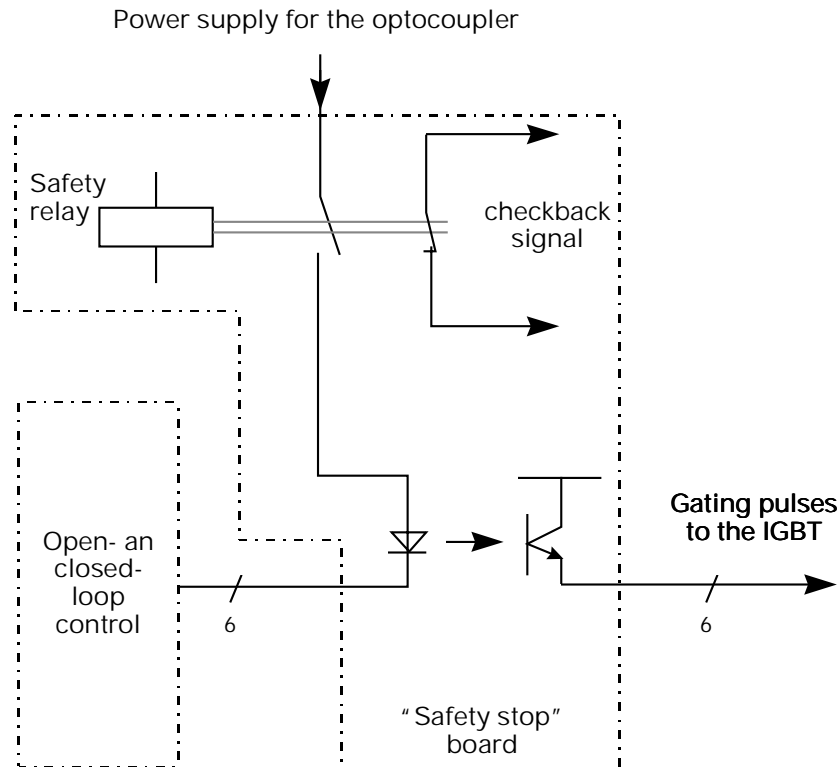 Power supply for the optocoupler
Safety
relay
checkback
signal
Open- an
closed-
loop
control
6
Gating pulses
to the IGBT
6
“Safety stop”
board